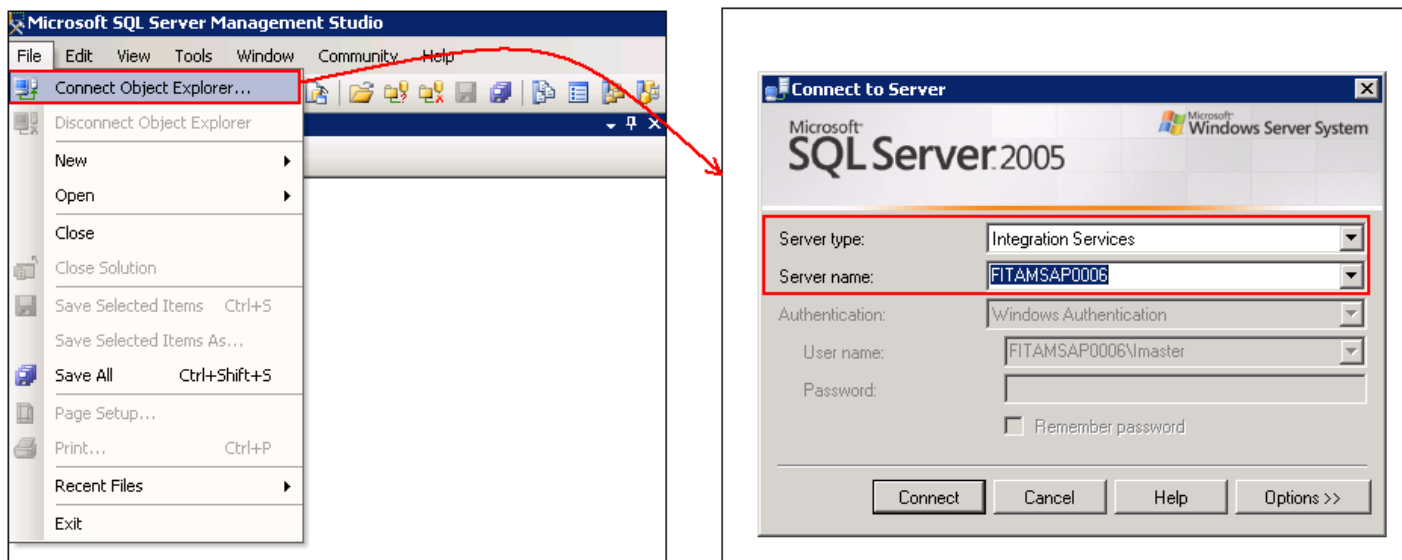 Microsoft SQL Server Management Studio
File Edit View Tools Window Community Help
Connect Object Explorer...
Disconnect Object Explorer
New
Open
Close
Close Solution
Save Selected Items Ctrl+S
Save Selected Items As...
Save All Ctrl+Shift+S
Page Setup...
Print... Ctrl+P
Recent Files
Exit
Connect to Server
Microsoft
SQL Server 2005
Microsoft
Windows Server System
Server type: Integration Services
Server name: FITAMSAP0006
Authentication: Windows Authentication
User name: FITAMSAP0006\lmaster
Password:
Remember password
Connect Cancel Help Options >>